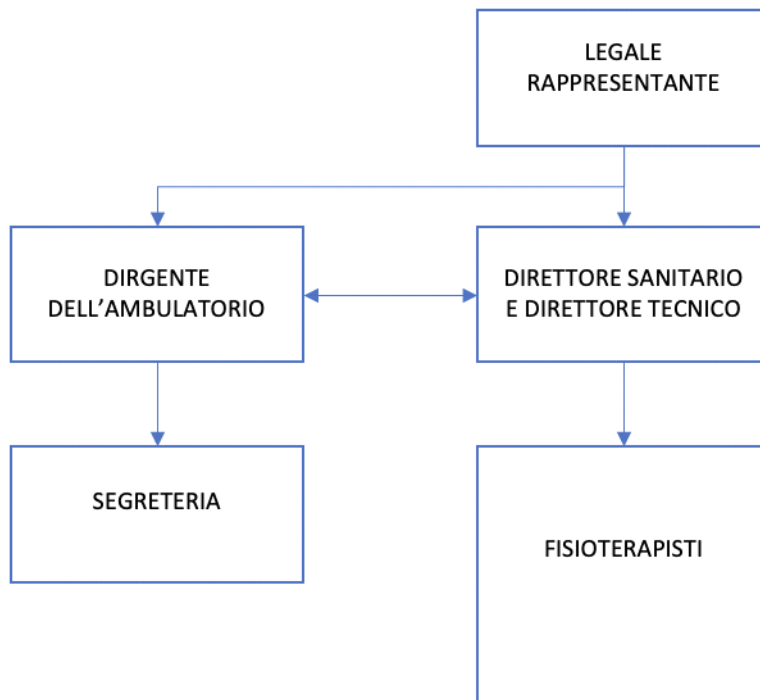 LEGALE
RAPPRESENTANTE
DIRGENTE
DELL’AMBULATORIO
DIRETTORE SANITARIO
E DIRETTORE TECNICO
SEGRETERIA
FISIOTERAPISTI